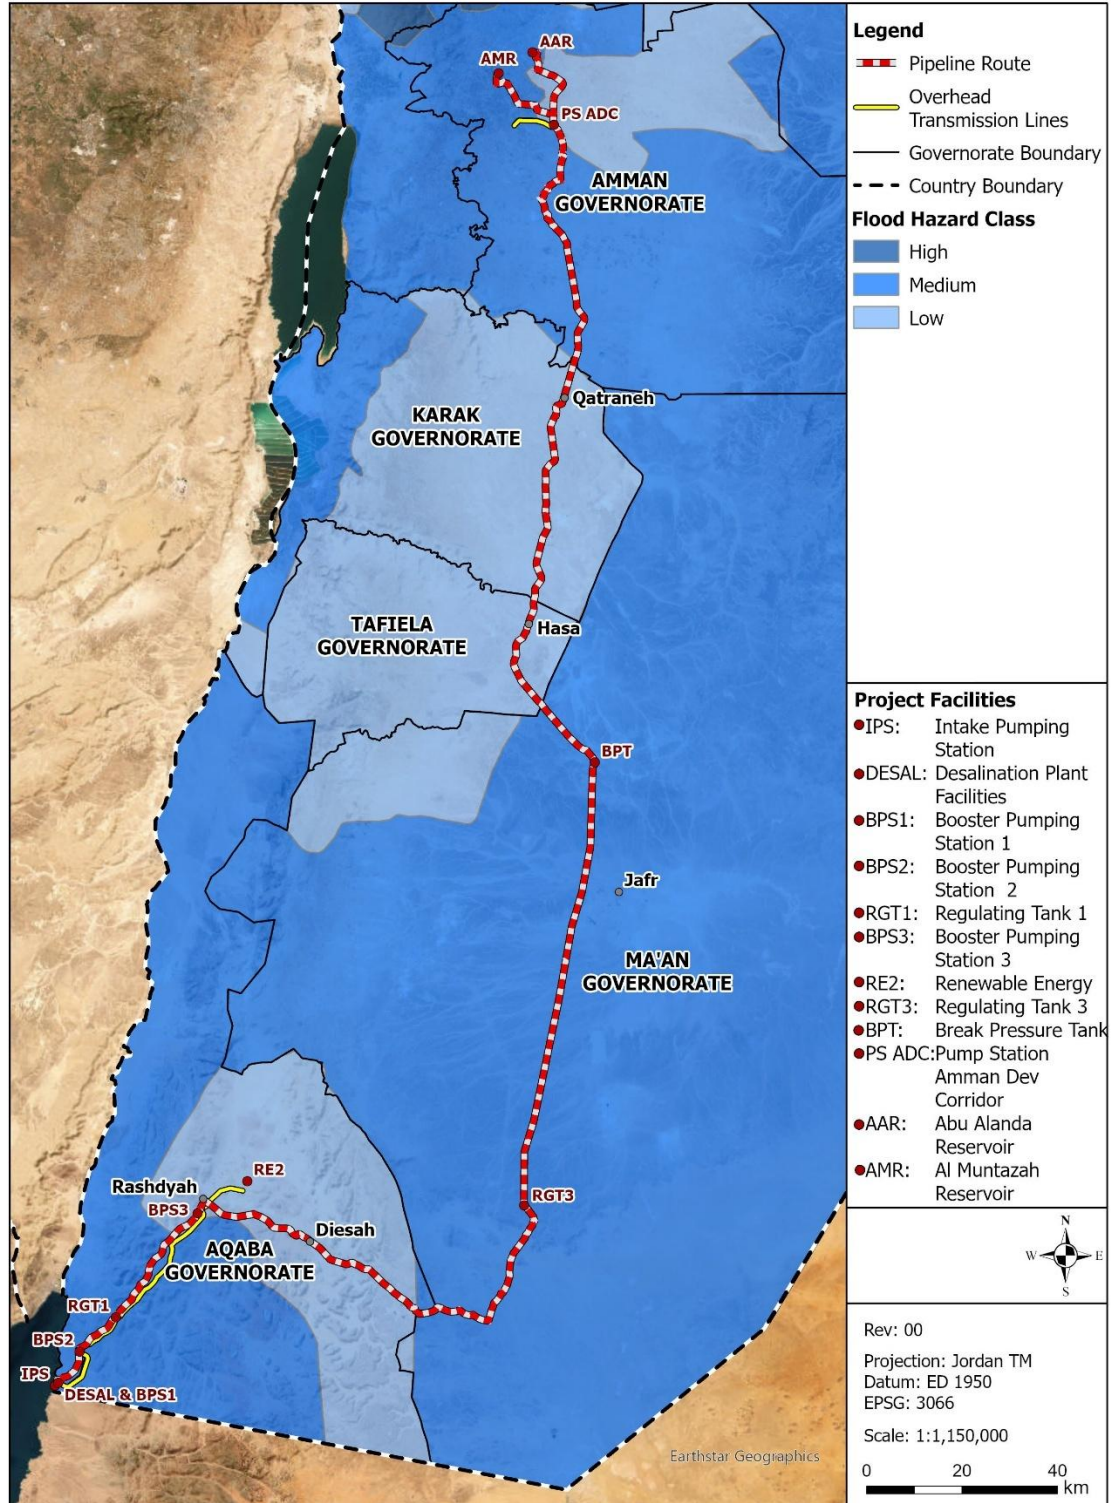 AAR
AMR
PS ADC
AMMAN
GOVERNORATE
Qatraneh
KARAK
GOVERNORATE
Hasa
TAFIELA
GOVERNORATE
BPT
Jafr
MA'AN
GOVERNORATE
RE2
Rashdyah
BPS3
RGT3
Diesah
AQABA
GOVERNORATE
RGT1
BPS2
IPS
DESAL & BPS1
Earthstar Geographics
Legend
Pipeline Route
Overhead
Transmission Lines
Governorate Boundary
Country Boundary
Flood Hazard Class
High
Medium
Low
Project Facilities
IPS: Intake Pumping
Station
DESAL: Desalination Plant
Facilities
BPS1: Booster Pumping
Station 1
BPS2: Booster Pumping
Station 2
RGT1: Regulating Tank 1
BPS3: Booster Pumping
Station 3
RE2: Renewable Energy
RGT3: Regulating Tank 3
BPT: Break Pressure Tank
PS ADC: Pump Station
Amman Dev
Corridor
AAR: Abu Alanda
Reservoir
AMR: Al Muntazah
Reservoir
N
W E
S
Rev: 00
Projection: Jordan TM
Datum: ED 1950
EPSG: 3066
Scale: 1:1,150,000
0 20 40
km